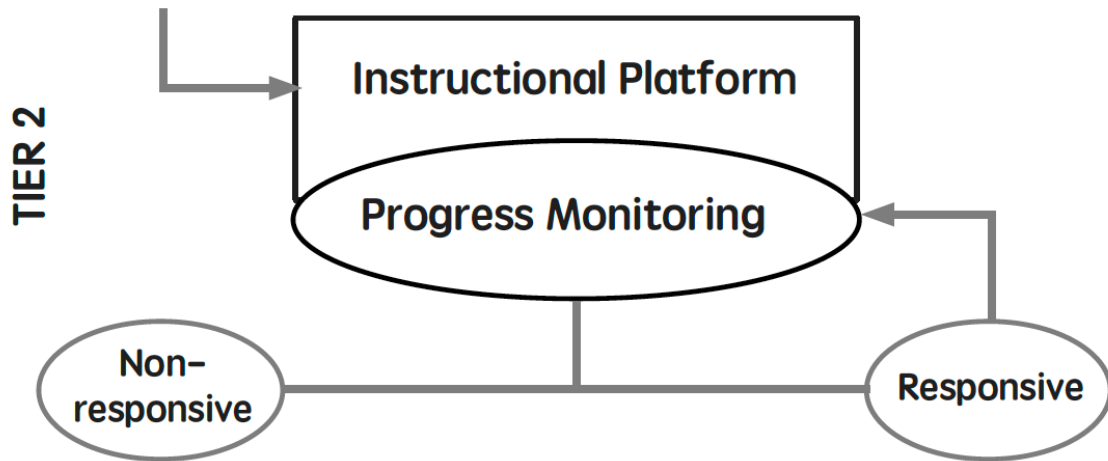 TIER 2
Instructional Platform
Progress Monitoring
Non-
responsive
Responsive